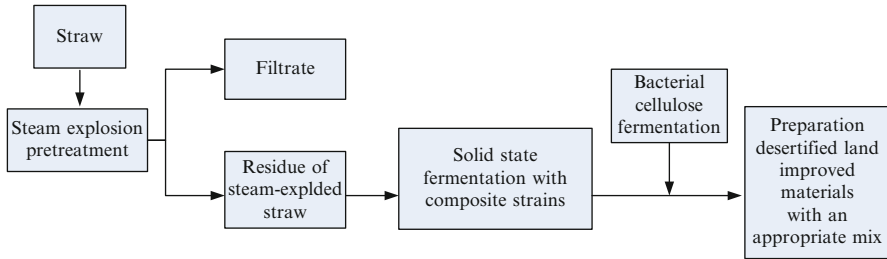 Straw
Steam explosion
pretreatment
Filtrate
Residue of
steam-explded
straw
Solid state
fermentation with
composite strains
Bacterial
cellulose
fermentation
Preparation
desertified land
improved
materials
with an
appropriate mix